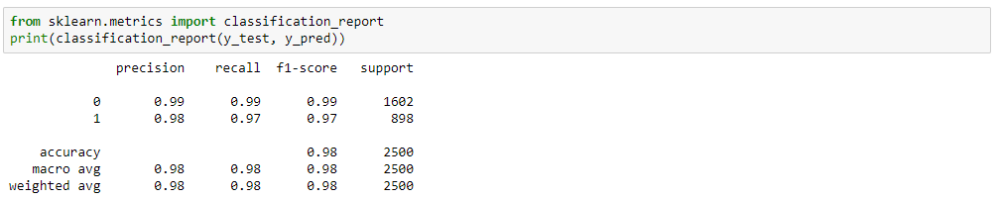 from sklearn.metrics import classification_report
print(classification_report(y_test, y_pred))
precision recall f1-score support
0 0.99 0.99 0.99 1602
1 0.98 0.97 0.97 898
accuracy 0.98 2500
macro avg 0.98 0.98 0.98 2500
weighted avg 0.98 0.98 0.98 2500